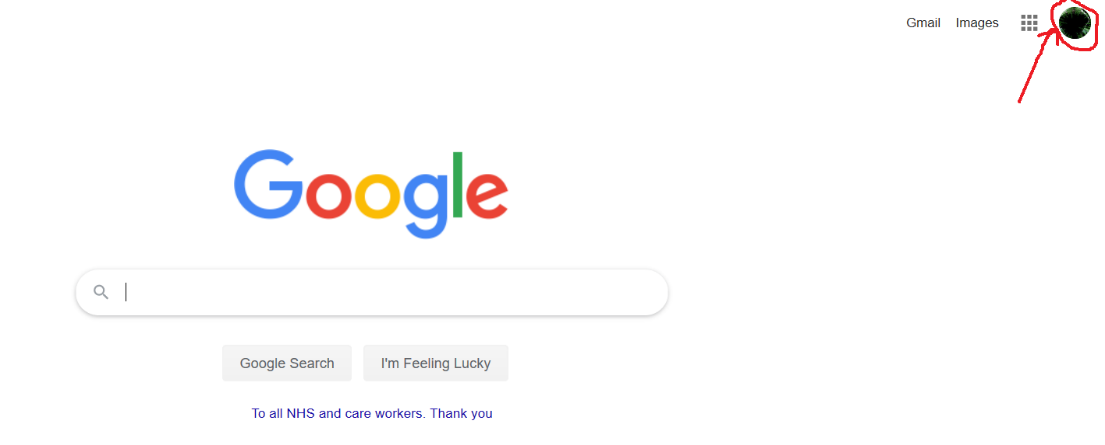 Gmail Images
Google
Google Search I'm Feeling Lucky
To all NHS and care workers. Thank you